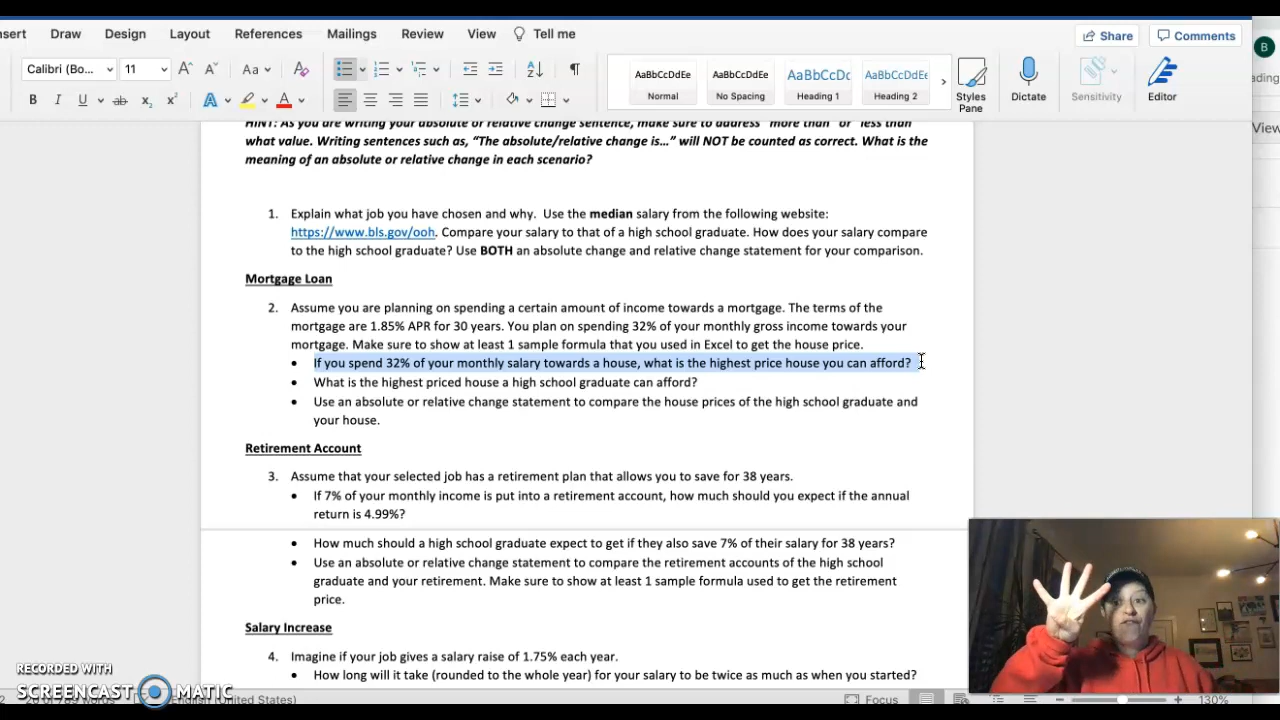 nsert Draw Design Layout References Mailings Review View Tell me Share Comments
B
Calibri (Bo... 11 Aa AaBbCcDdEe AaBbCcDdEe AaBbCcDc AaBbCcDdEe
B I U ab x2 x2 A A Normal No Spacing Heading 1 Heading 2 Styles Pane Dictate Sensitivity Editor
ading
View
HINT: As you are writing your absolute or relative change sentence, make sure to address "more than" or "less than"
what value. Writing sentences such as, "The absolute/relative change is…" will NOT be counted as correct. What is the
meaning of an absolute or relative change in each scenario?
1. Explain what job you have chosen and why. Use the median salary from the following website:
https://www.bls.gov/ooh. Compare your salary to that of a high school graduate. How does your salary compare
to the high school graduate? Use BOTH an absolute change and relative change statement for your comparison.
Mortgage Loan
2. Assume you are planning on spending a certain amount of income towards a mortgage. The terms of the
mortgage are 1.85% APR for 30 years. You plan on spending 32% of your monthly gross income towards your
mortgage. Make sure to show at least 1 sample formula that you used in Excel to get the house price.
• If you spend 32% of your monthly salary towards a house, what is the highest price house you can afford?
• What is the highest priced house a high school graduate can afford?
• Use an absolute or relative change statement to compare the house prices of the high school graduate and
your house.
Retirement Account
3. Assume that your selected job has a retirement plan that allows you to save for 38 years.
• If 7% of your monthly income is put into a retirement account, how much should you expect if the annual
return is 4.99%?
• How much should a high school graduate expect to get if they also save 7% of their salary for 38 years?
• Use an absolute or relative change statement to compare the retirement accounts of the high school
graduate and your retirement. Make sure to show at least 1 sample formula used to get the retirement
price.
Salary Increase
4. Imagine if your job gives a salary raise of 1.75% each year.
• How long will it take (rounded to the whole year) for your salary to be twice as much as when you started?
RECORDED WITH
SCREENCAST MATIC
English (United States) Focus 130%